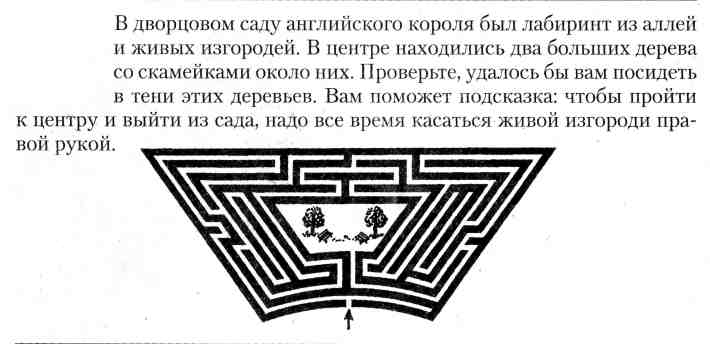 В дворцовом саду английского короля был лабиринт из аллей
и живых изгородей. В центре находились два больших дерева
со скамейками около них. Проверьте, удалось бы вам посидеть
в тени этих деревьев. Вам поможет подсказка: чтобы пройти
к центру и выйти из сада, надо все время касаться живой изгороди пра-
вой рукой.